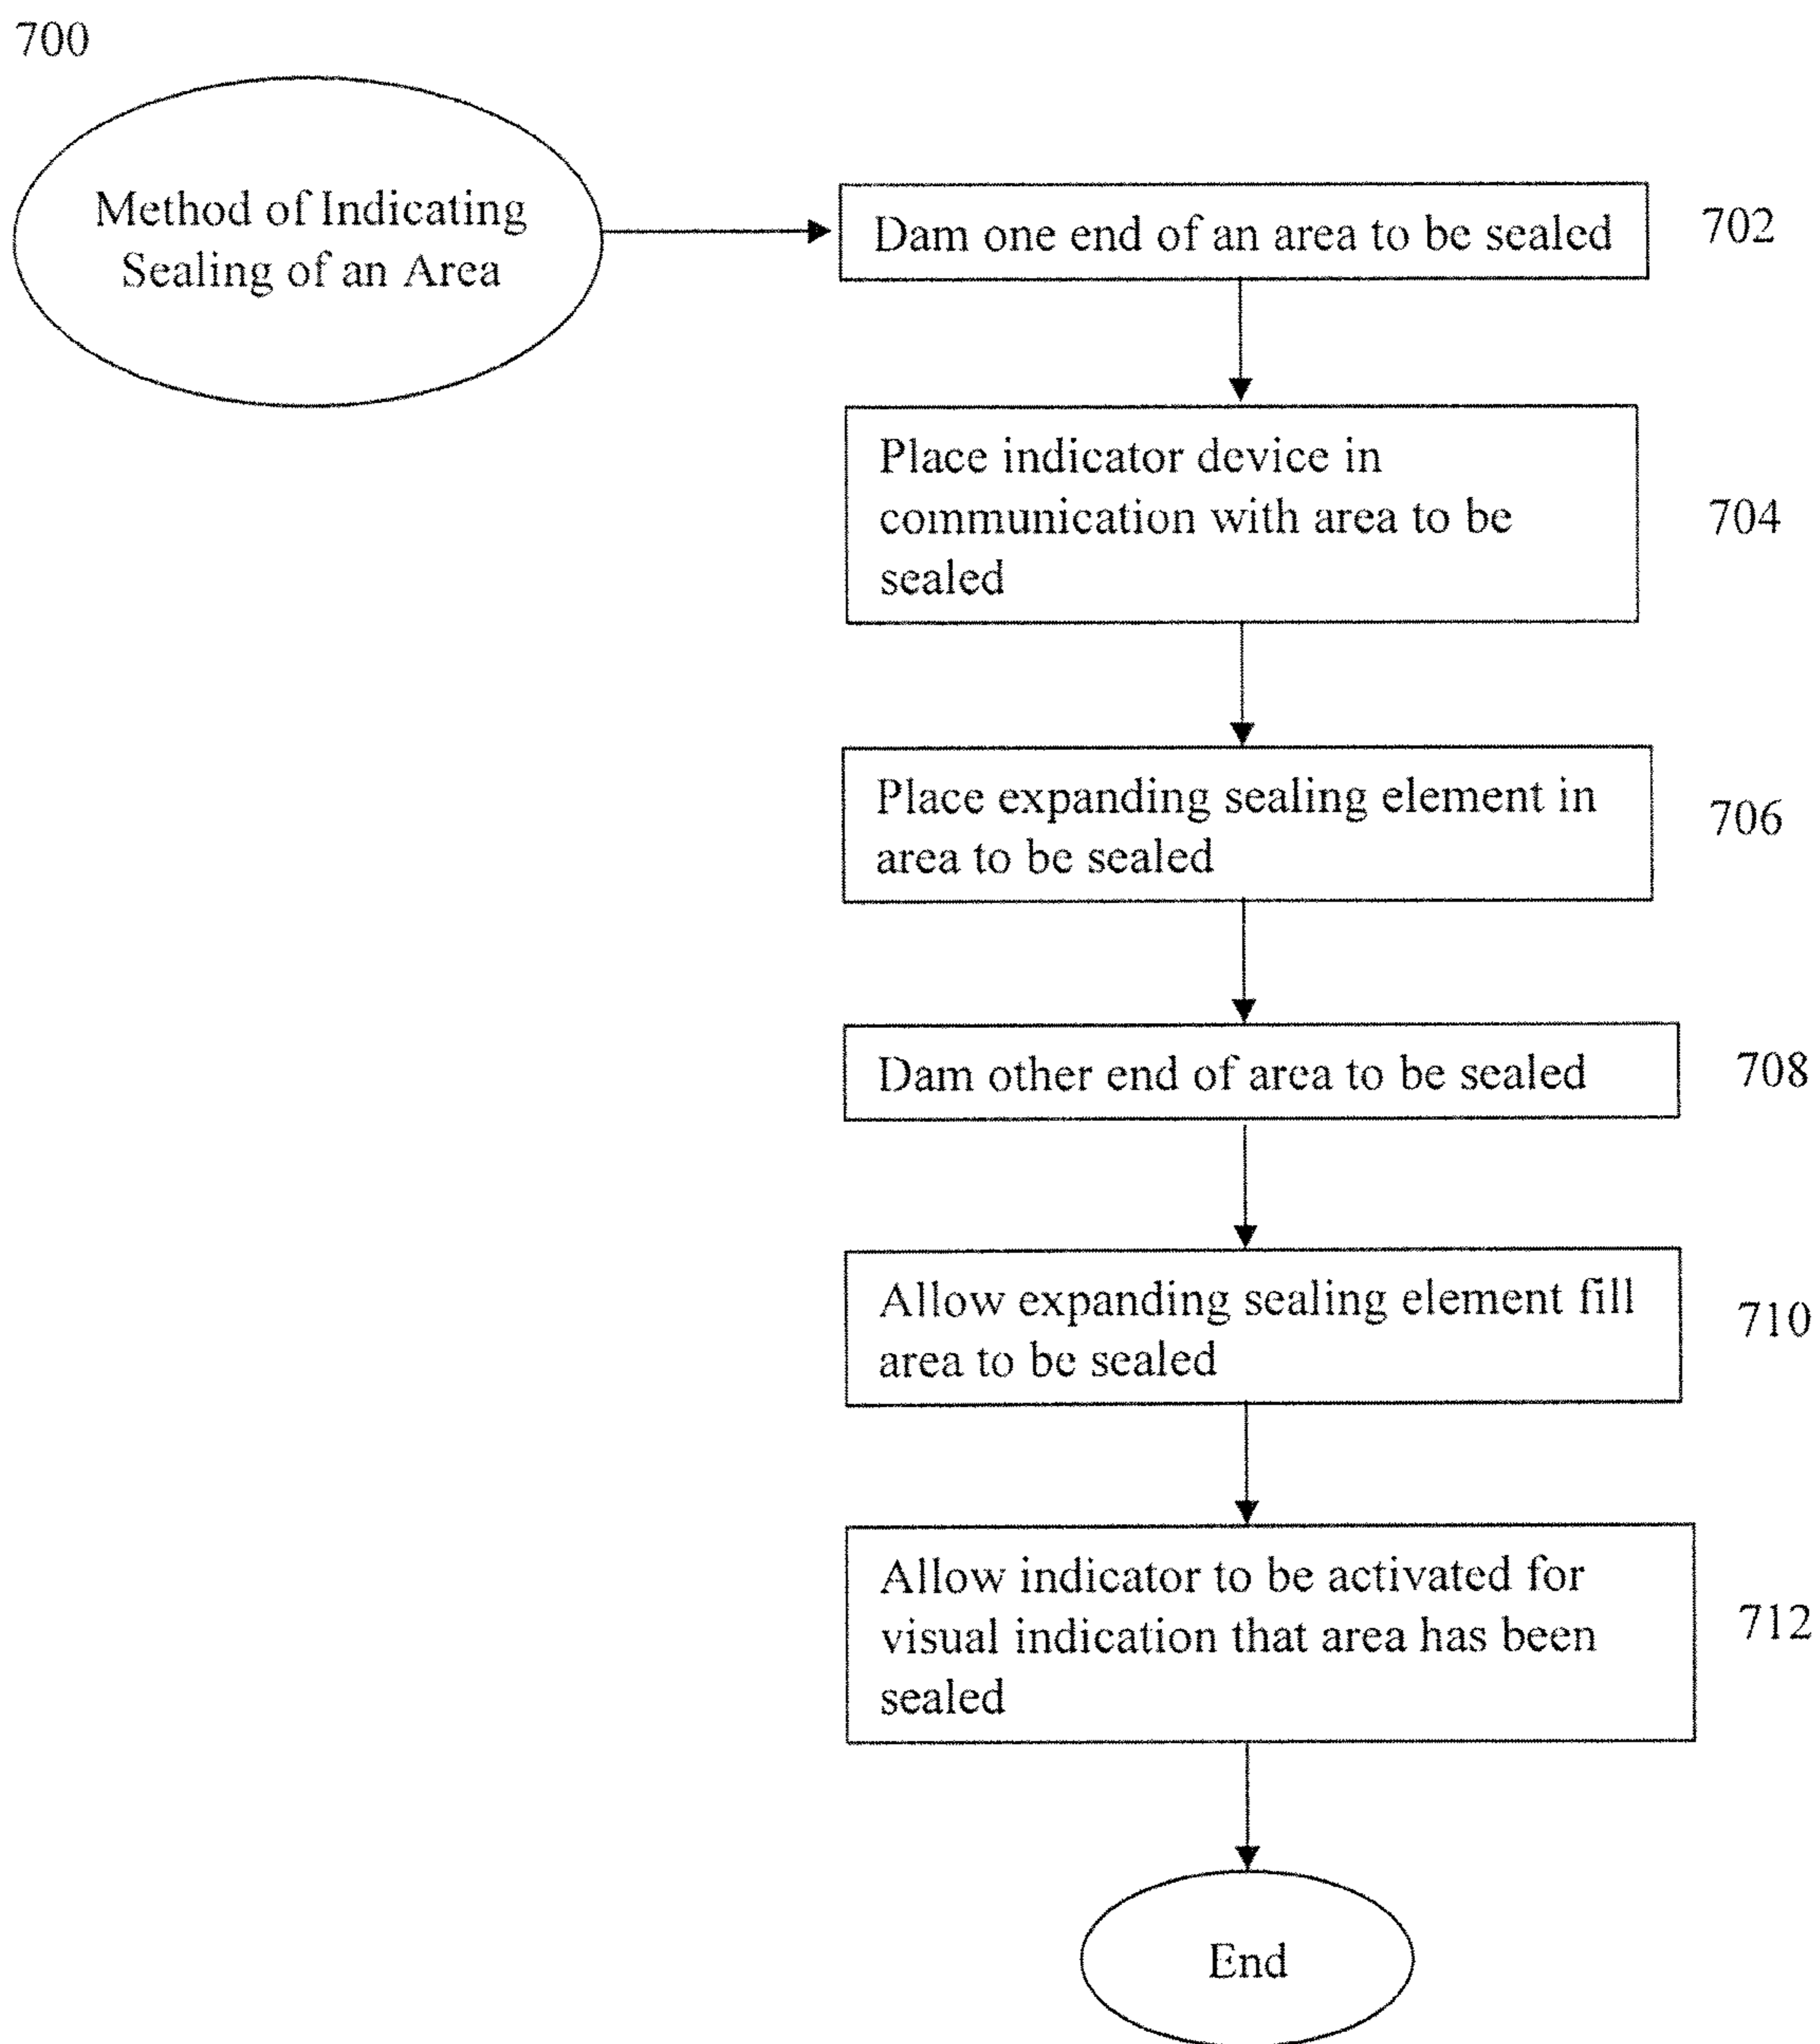 700
Method of Indicating
Sealing of an Area
Dam one end of an area to be sealed
702
Place indicator device in
communication with area to be
sealed
704
Place expanding sealing element in
area to be sealed
706
Dam other end of area to be sealed
708
Allow expanding sealing element fill
area to be sealed
710
Allow indicator to be activated for
visual indication that area has been
sealed
712
End